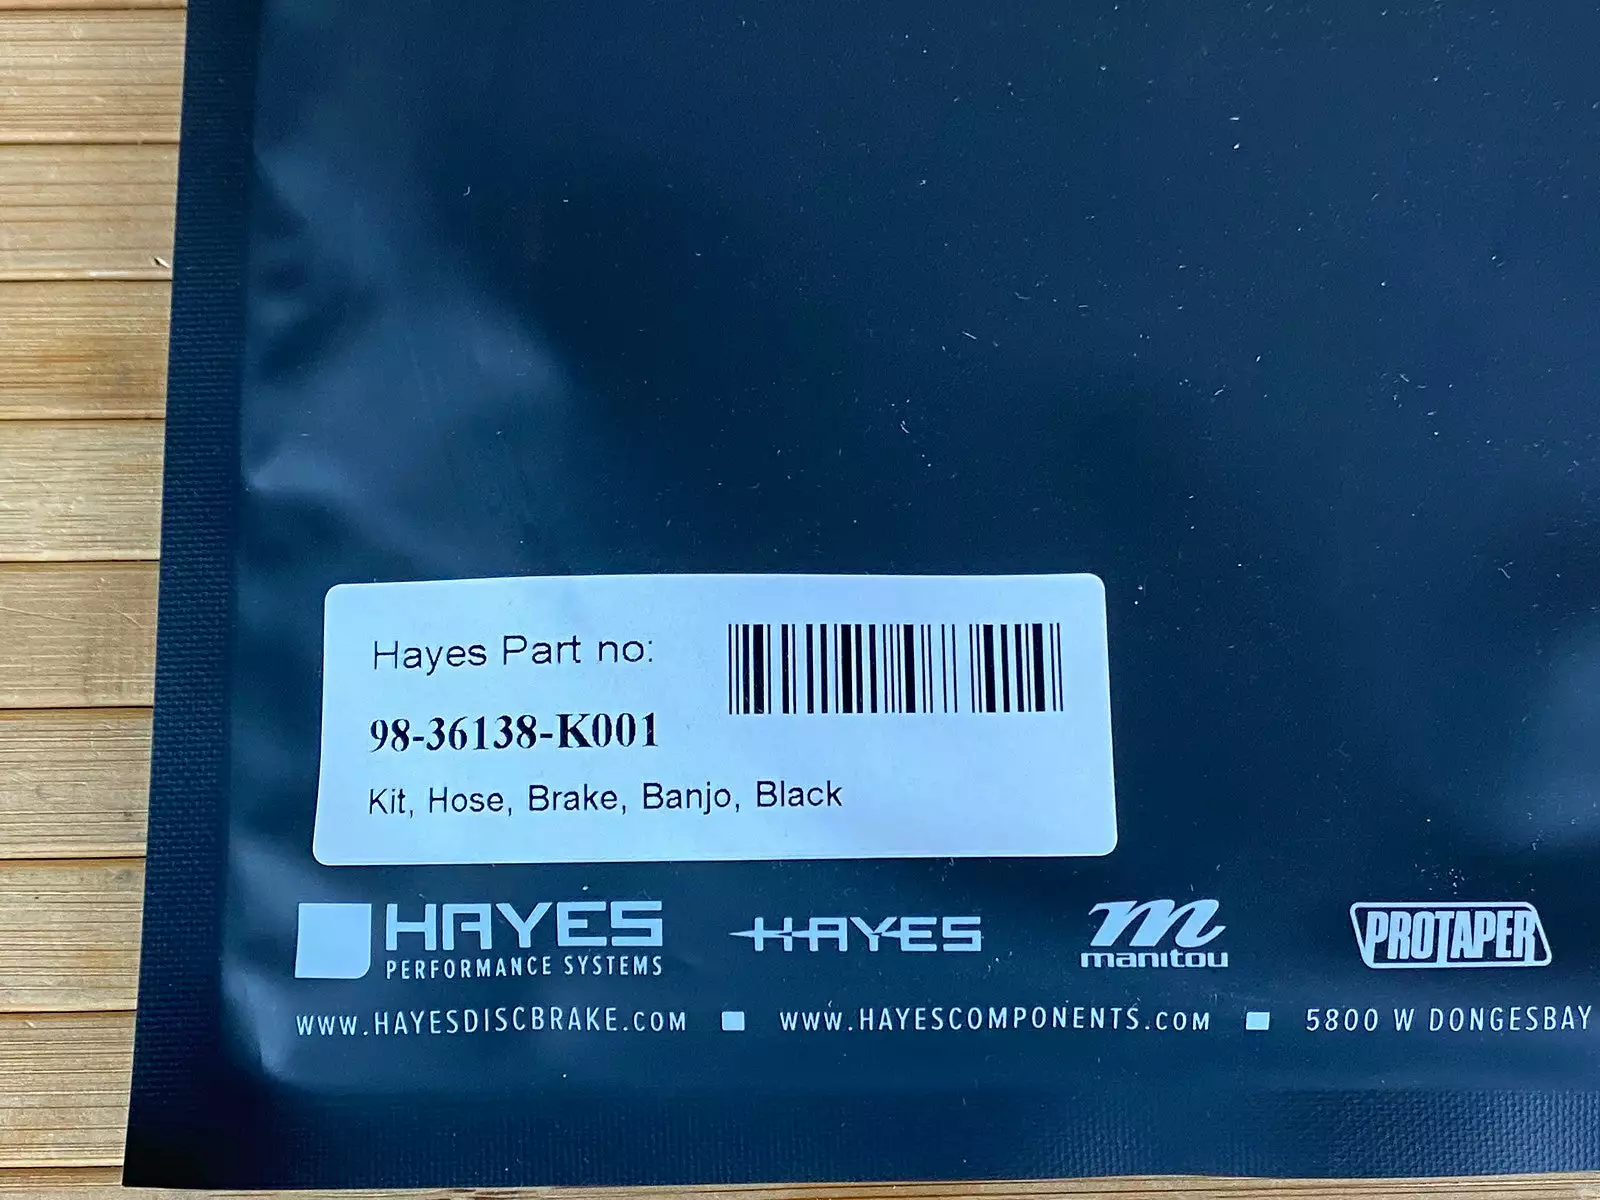 Hayes Part no:
98-36138-K001
Kit, Hose, Brake, Banjo, Black
HAYES
PERFORMANCE SYSTEMS
HAYES
manitou
PROTAPER
WWW.HAYESDISCBRAKE.COM ■ WWW.HAYESCOMPONENTS.COM ■ 5800 W DONGESBAY